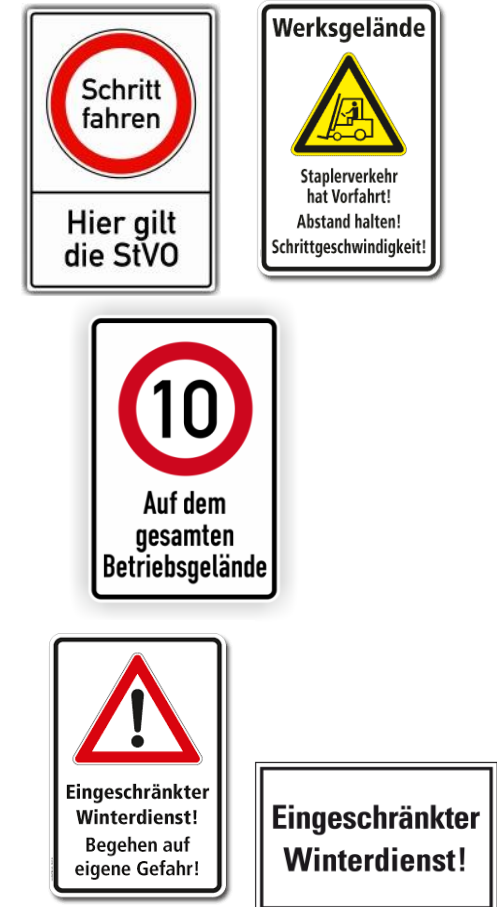 Schritt
fahren
Hier gilt
die StVO
Werksgelände
Staplerverkehr
hat Vorfahrt!
Abstand halten!
Schrittgeschwindigkeit!
10
Auf dem
gesamten
Betriebsgelände
Eingeschränkter
Winterdienst!
Begehen auf
eigene Gefahr!
Eingeschränkter
Winterdienst!